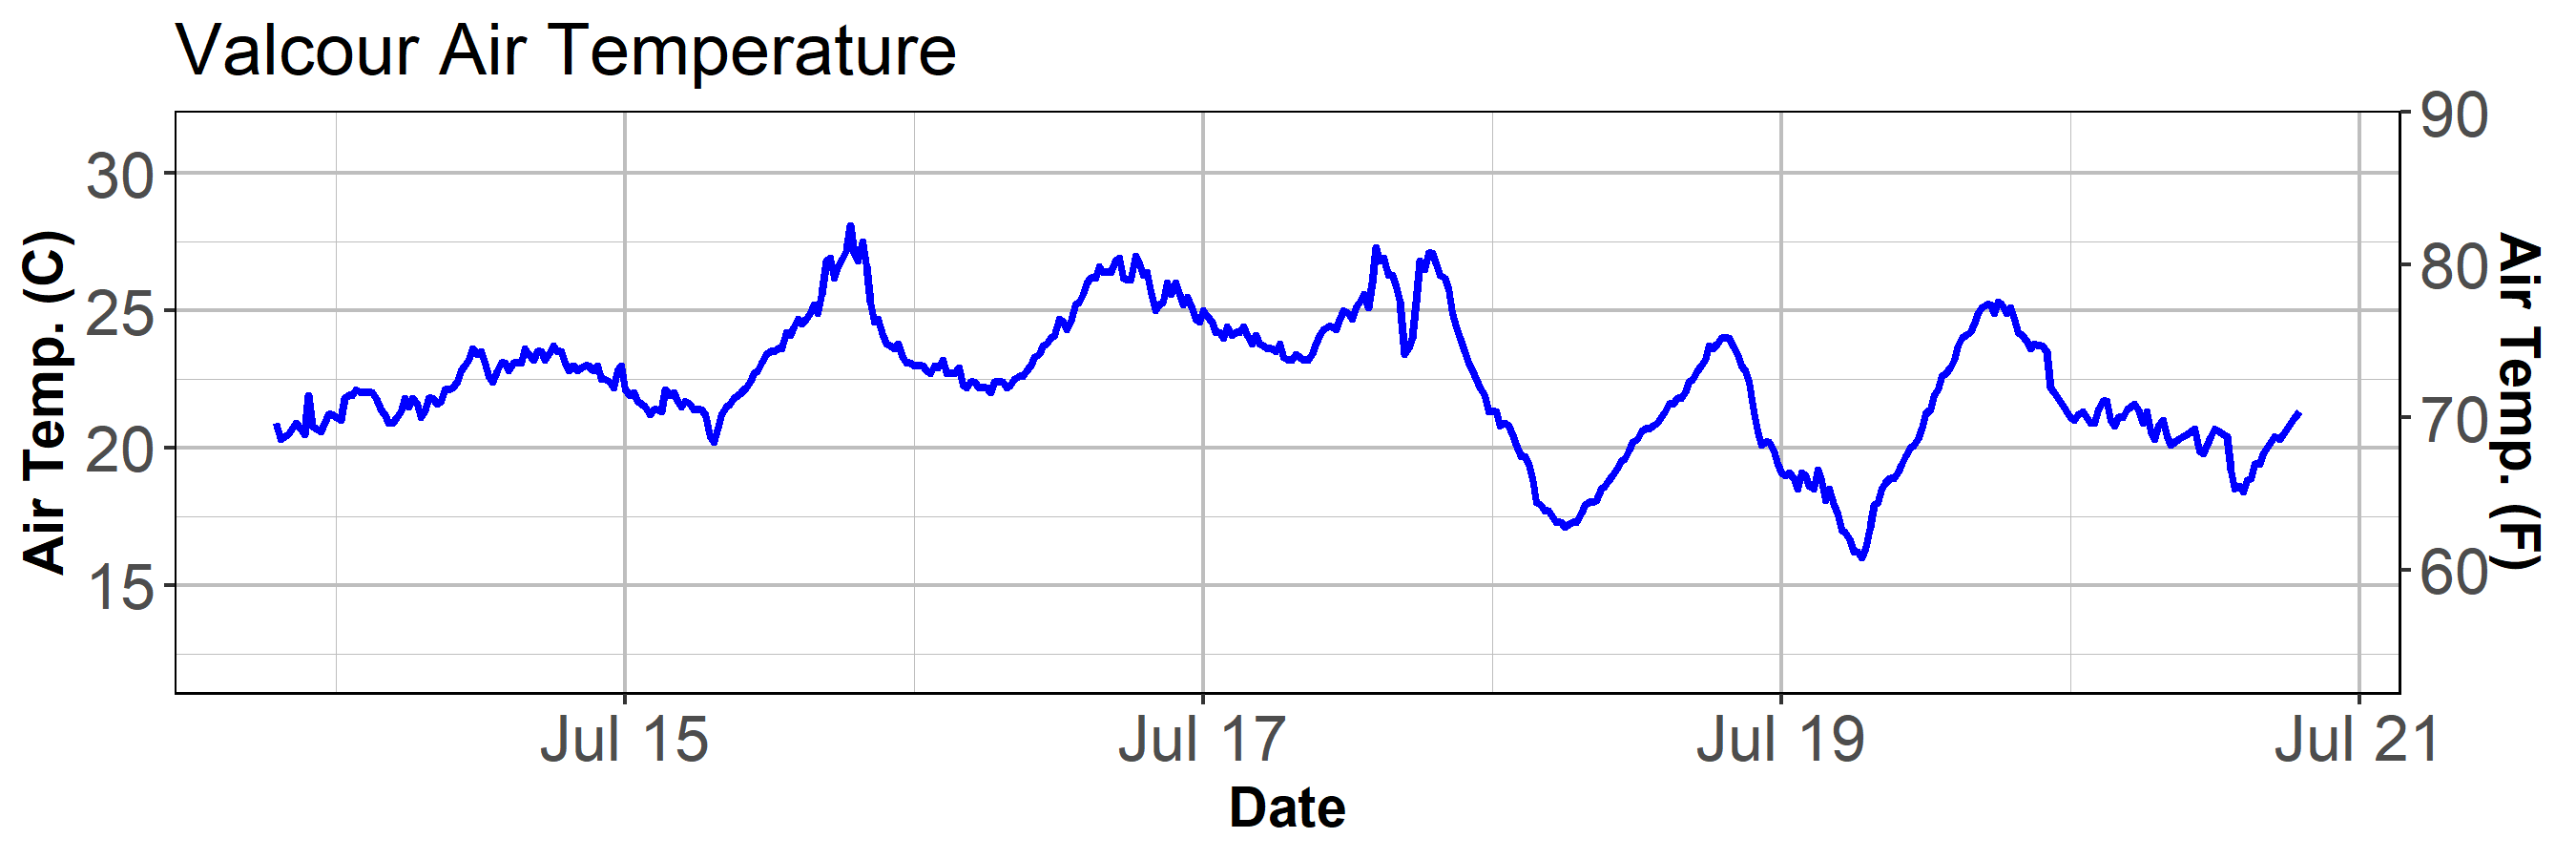 Valcour Air Temperature
Air Temp. (C)
30
25
20
15
90
80
70
60
Air Temp. (F)
Jul 15
Jul 17
Jul 19
Jul 21
Date